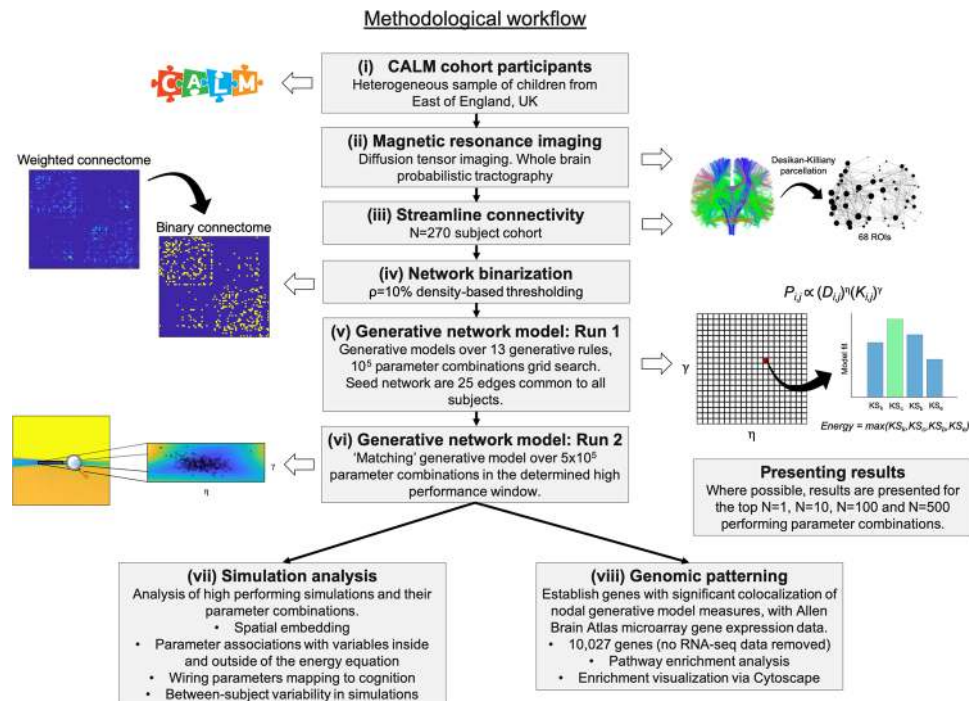 Methodological workflow
CALM
(i) CALM cohort participants
Heterogeneous sample of children from
East of England, UK
(ii) Magnetic resonance imaging
Diffusion tensor imaging. Whole brain
probabilistic tractography
Desikan-Killiany
parcellation
68 ROIs
(iii) Streamline connectivity
N=270 subject cohort
Weighted connectome
Binary connectome
(iv) Network binarization
ρ=10% density-based thresholding
(v) Generative network model: Run 1
Generative models over 13 generative rules,
10⁵ parameter combinations grid search.
Seed network are 25 edges common to all
subjects.
P_{i,j} ∝ (D_{i,j})^η (K_{i,j})^γ
γ
η
Model fit
KSₖ KS꜀ KS_b KSₑ
Energy = max(KSₖ,KS꜀,KS_b,KSₑ)
(vi) Generative network model: Run 2
'Matching' generative model over 5x10⁵
parameter combinations in the determined high
performance window.
γ
η
Presenting results
Where possible, results are presented for
the top N=1, N=10, N=100 and N=500
performing parameter combinations.
(vii) Simulation analysis
Analysis of high performing simulations and their
parameter combinations.
• Spatial embedding
• Parameter associations with variables inside
and outside of the energy equation
• Wiring parameters mapping to cognition
• Between-subject variability in simulations
(viii) Genomic patterning
Establish genes with significant colocalization of
nodal generative model measures, with Allen
Brain Atlas microarray gene expression data.
• 10,027 genes (no RNA-seq data removed)
• Pathway enrichment analysis
• Enrichment visualization via Cytoscape